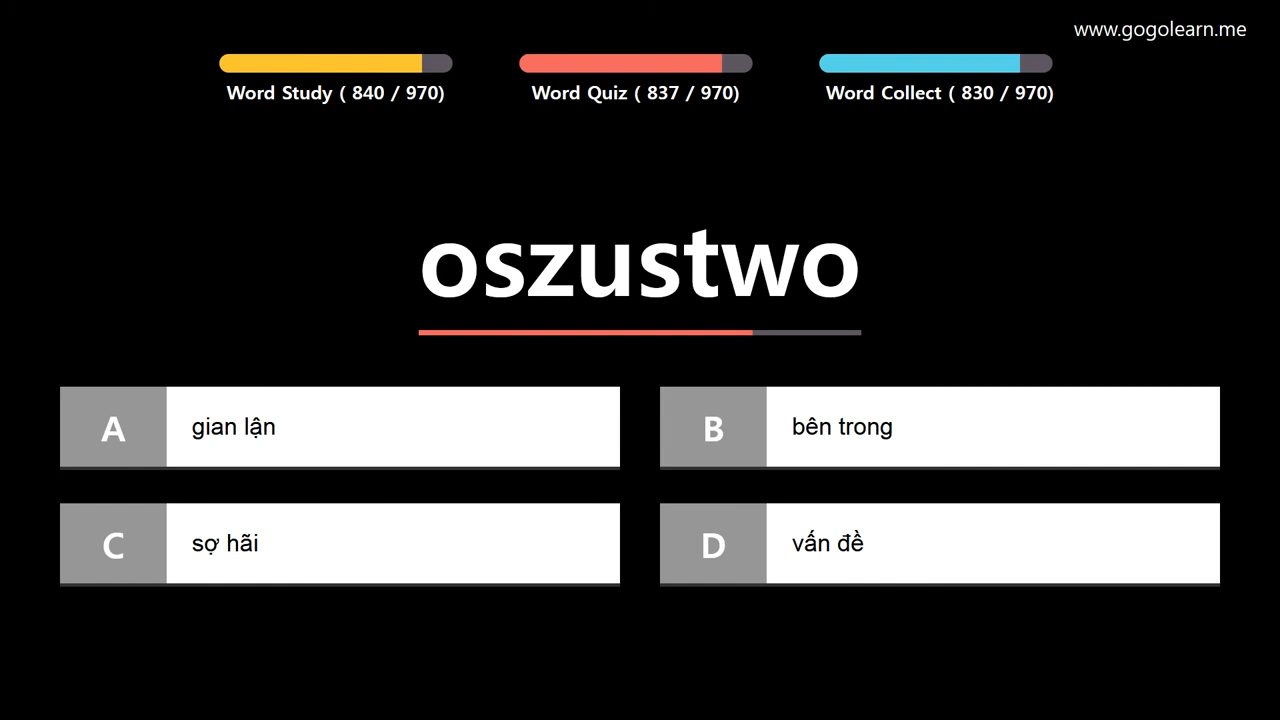 www.gogolearn.me
Word Study ( 840 / 970)
Word Quiz ( 837 / 970)
Word Collect ( 830 / 970)
oszustwo
A gian lận
B bên trong
C sợ hãi
D vấn đề